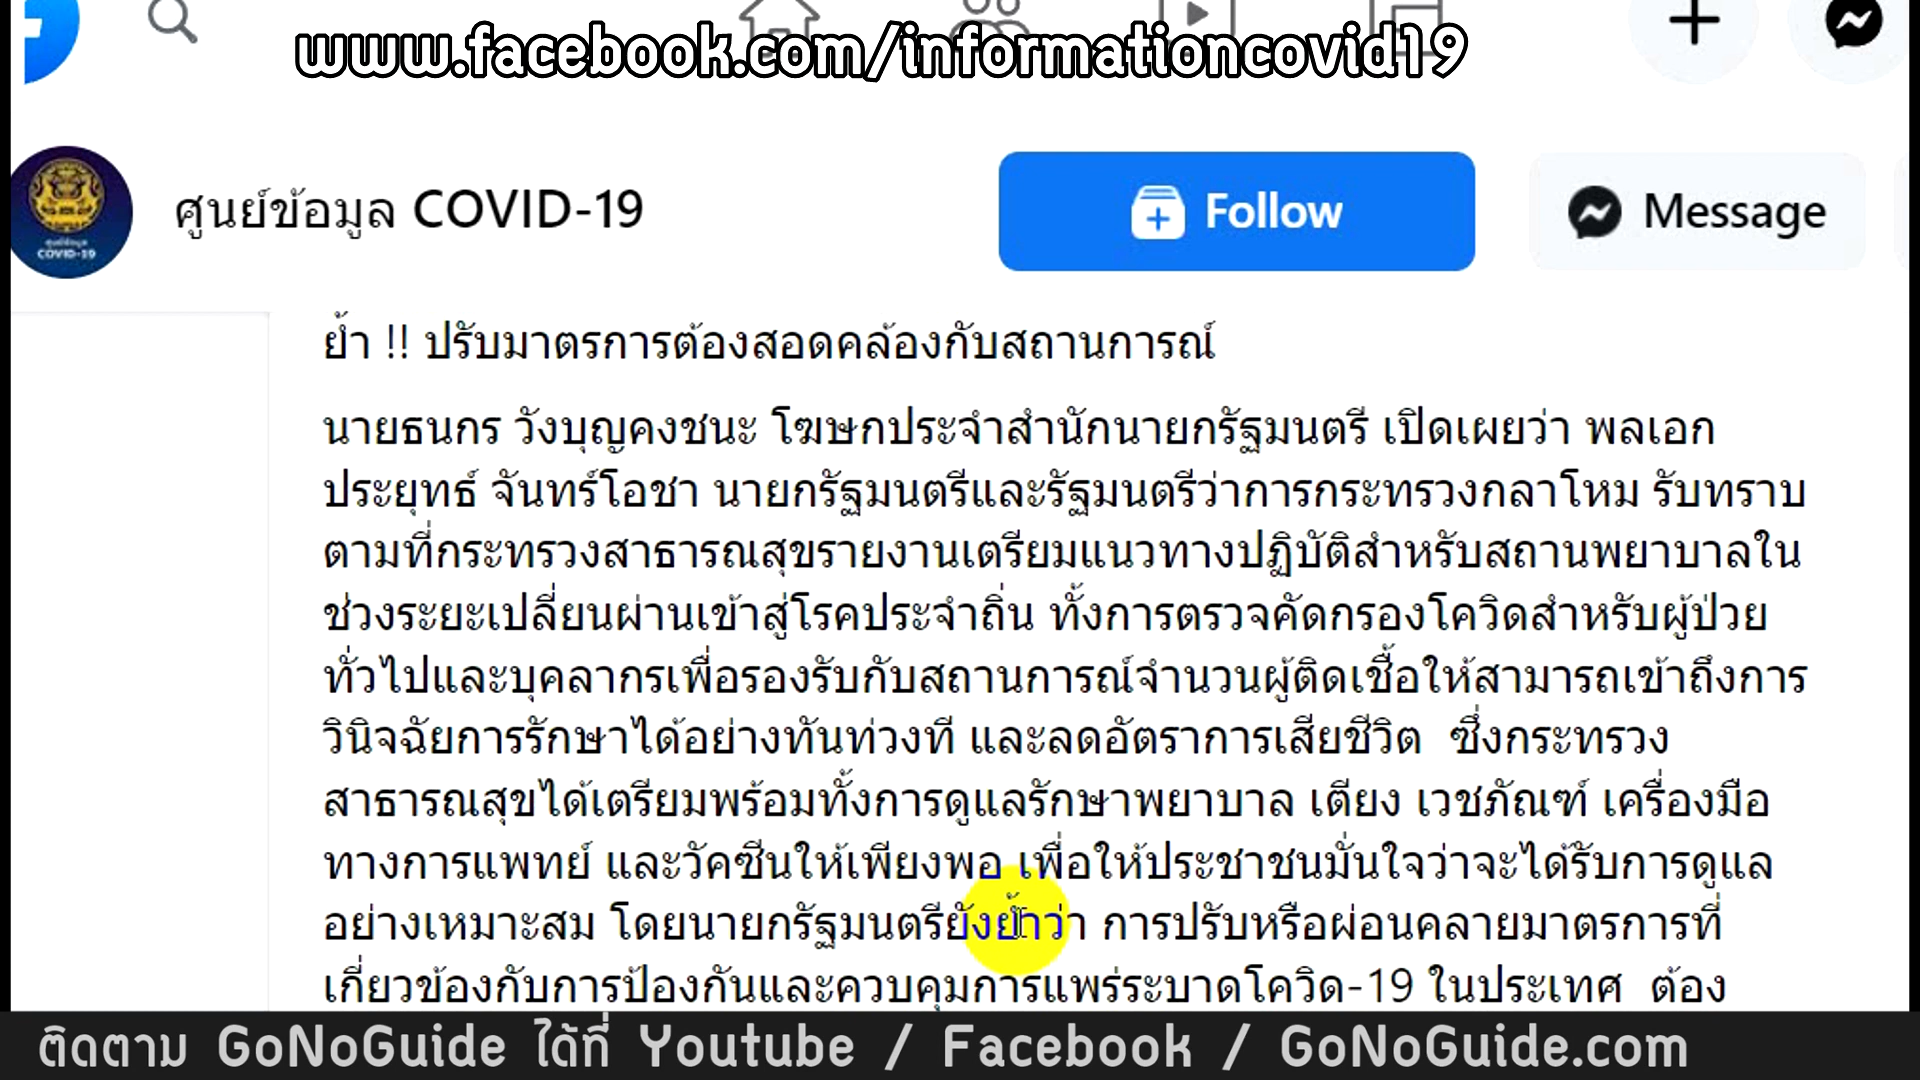 www.facebook.com/informationcovid19
ศูนย์ข้อมูล COVID-19
Follow
Message
ศูนย์ข้อมูล
COVID-19
ย้ำ !! ปรับมาตรการต้องสอดคล้องกับสถานการณ์
นายธนกร วังบุญคงชนะ โฆษกประจำสำนักนายกรัฐมนตรี เปิดเผยว่า พลเอก
ประยุทธ์ จันทร์โอชา นายกรัฐมนตรีและรัฐมนตรีว่าการกระทรวงกลาโหม รับทราบ
ตามที่กระทรวงสาธารณสุขรายงานเตรียมแนวทางปฏิบัติสำหรับสถานพยาบาลใน
ช่วงระยะเปลี่ยนผ่านเข้าสู่โรคประจำถิ่น ทั้งการตรวจคัดกรองโควิดสำหรับผู้ป่วย
ทั่วไปและบุคลากรเพื่อรองรับกับสถานการณ์จำนวนผู้ติดเชื้อให้สามารถเข้าถึงการ
วินิจฉัยการรักษาได้อย่างทันท่วงที และลดอัตราการเสียชีวิต  ซึ่งกระทรวง
สาธารณสุขได้เตรียมพร้อมทั้งการดูแลรักษาพยาบาล เตียง เวชภัณฑ์ เครื่องมือ
ทางการแพทย์ และวัคซีนให้เพียงพอ เพื่อให้ประชาชนมั่นใจว่าจะได้รับการดูแล
อย่างเหมาะสม โดยนายกรัฐมนตรียังย้ำว่า การปรับหรือผ่อนคลายมาตรการที่
เกี่ยวข้องกับการป้องกันและควบคุมการแพร่ระบาดโควิด-19 ในประเทศ  ต้อง
ติดตาม GoNoGuide ได้ที่ Youtube / Facebook / GoNoGuide.com